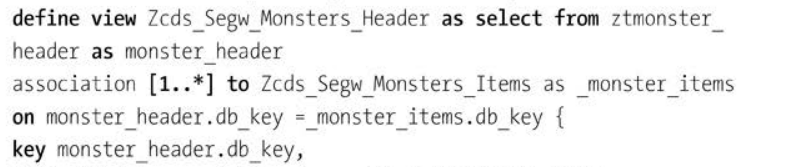 define view Zcds_Segw_Monsters_Header as select from ztmonster_
header as monster_header
association [1..*] to Zcds_Segw_Monsters_Items as _monster_items
on monster_header.db_key =_monster_items.db_key {
key monster_header.db_key,